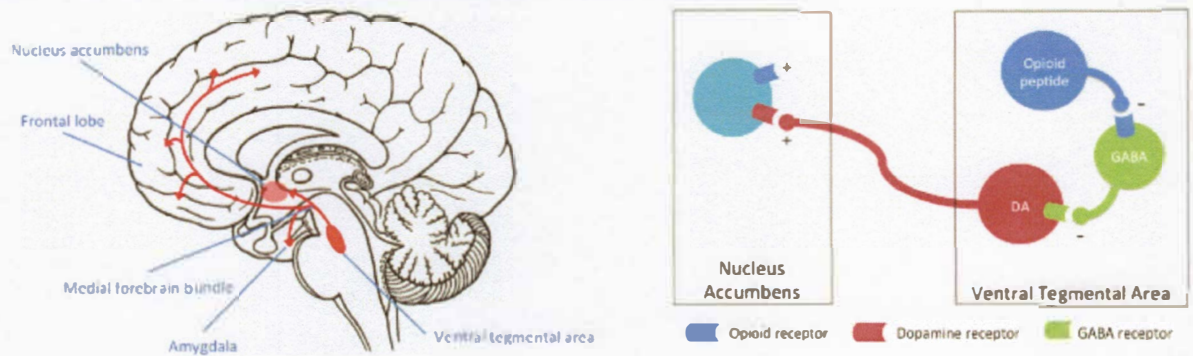 Nucleus accumbens
Frontal lobe
Medial forebrain bundle
Amygdala
Ventral tegmental area
+
+
Nucleus
Accumbens
Opioid
peptide
-
GABA
DA
-
Ventral Tegmental Area
Opioid receptor
Dopamine receptor
GABA receptor